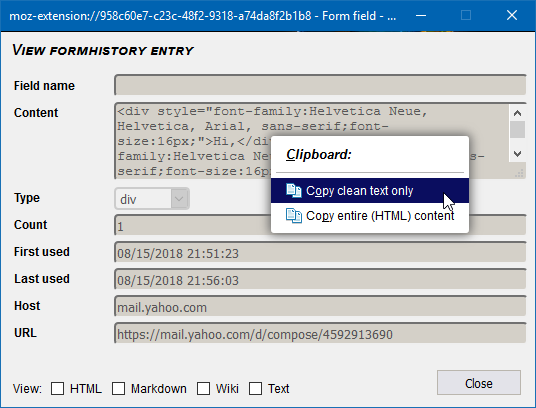 moz-extension://958c60e7-c23c-48f2-9318-a74da8f2b1b8 - Form field - ...
View formhistory entry
Field name
Content
<div style="font-family:Helvetica Neue,
Helvetica, Arial, sans-serif;font-
size:16px;">Hi,</di
family:Helvetica Ne
serif;font-size:16p
Clipboard:
Copy clean text only
Copy entire (HTML) content
Type
div
Count
1
First used
08/15/2018 21:51:23
Last used
08/15/2018 21:56:03
Host
mail.yahoo.com
URL
https://mail.yahoo.com/d/compose/4592913690
View:
HTML
Markdown
Wiki
Text
Close